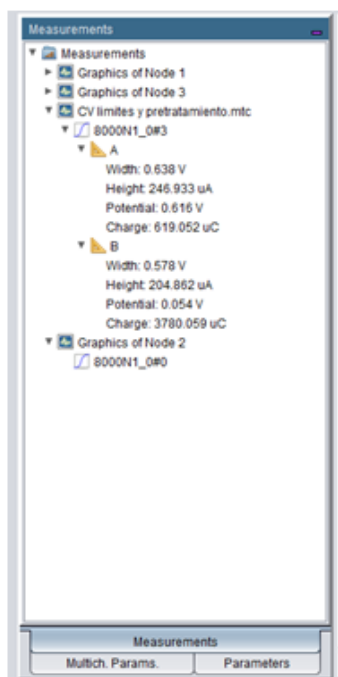 Measurements
Measurements
Graphics of Node 1
Graphics of Node 3
CV limites y pretratamiento.mtc
8000N1_0#3
A
Width: 0.638 V
Height: 246.933 uA
Potential: 0.616 V
Charge: 619.052 uC
B
Width: 0.578 V
Height: 204.862 uA
Potential: 0.054 V
Charge: 3780.059 uC
Graphics of Node 2
8000N1_0#0
Measurements
Multich. Params. Parameters